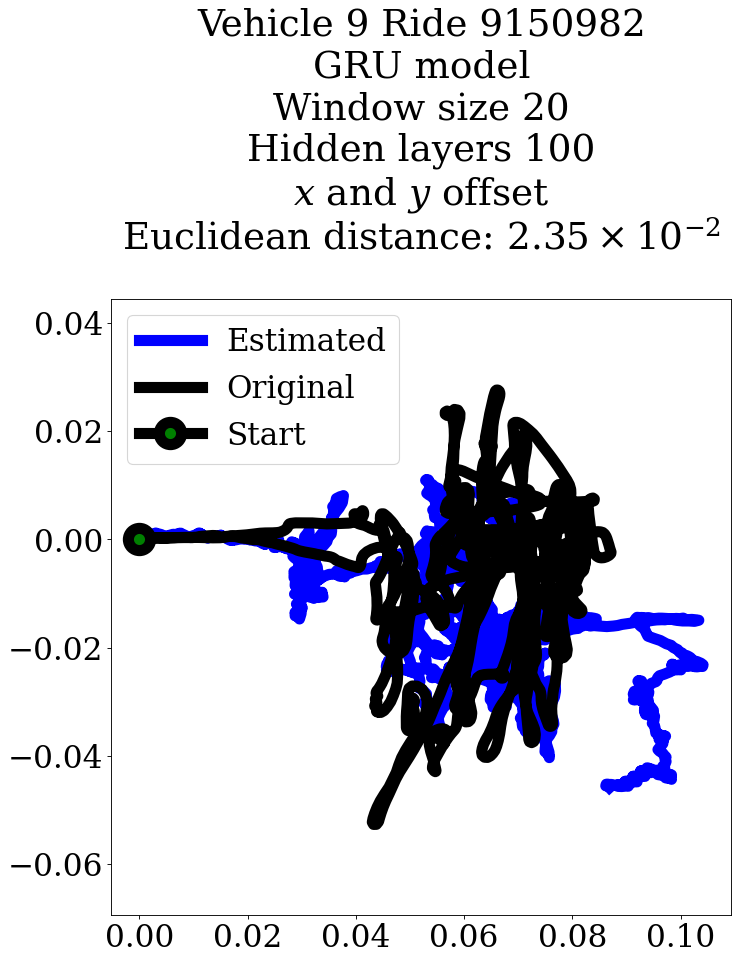 Vehicle 9 Ride 9150982
GRU model
Window size 20
Hidden layers 100
x and y offset
Euclidean distance: 2.35 × 10⁻²
Estimated
Original
Start
0.04
0.02
0.00
−0.02
−0.04
−0.06
0.00 0.02 0.04 0.06 0.08 0.10